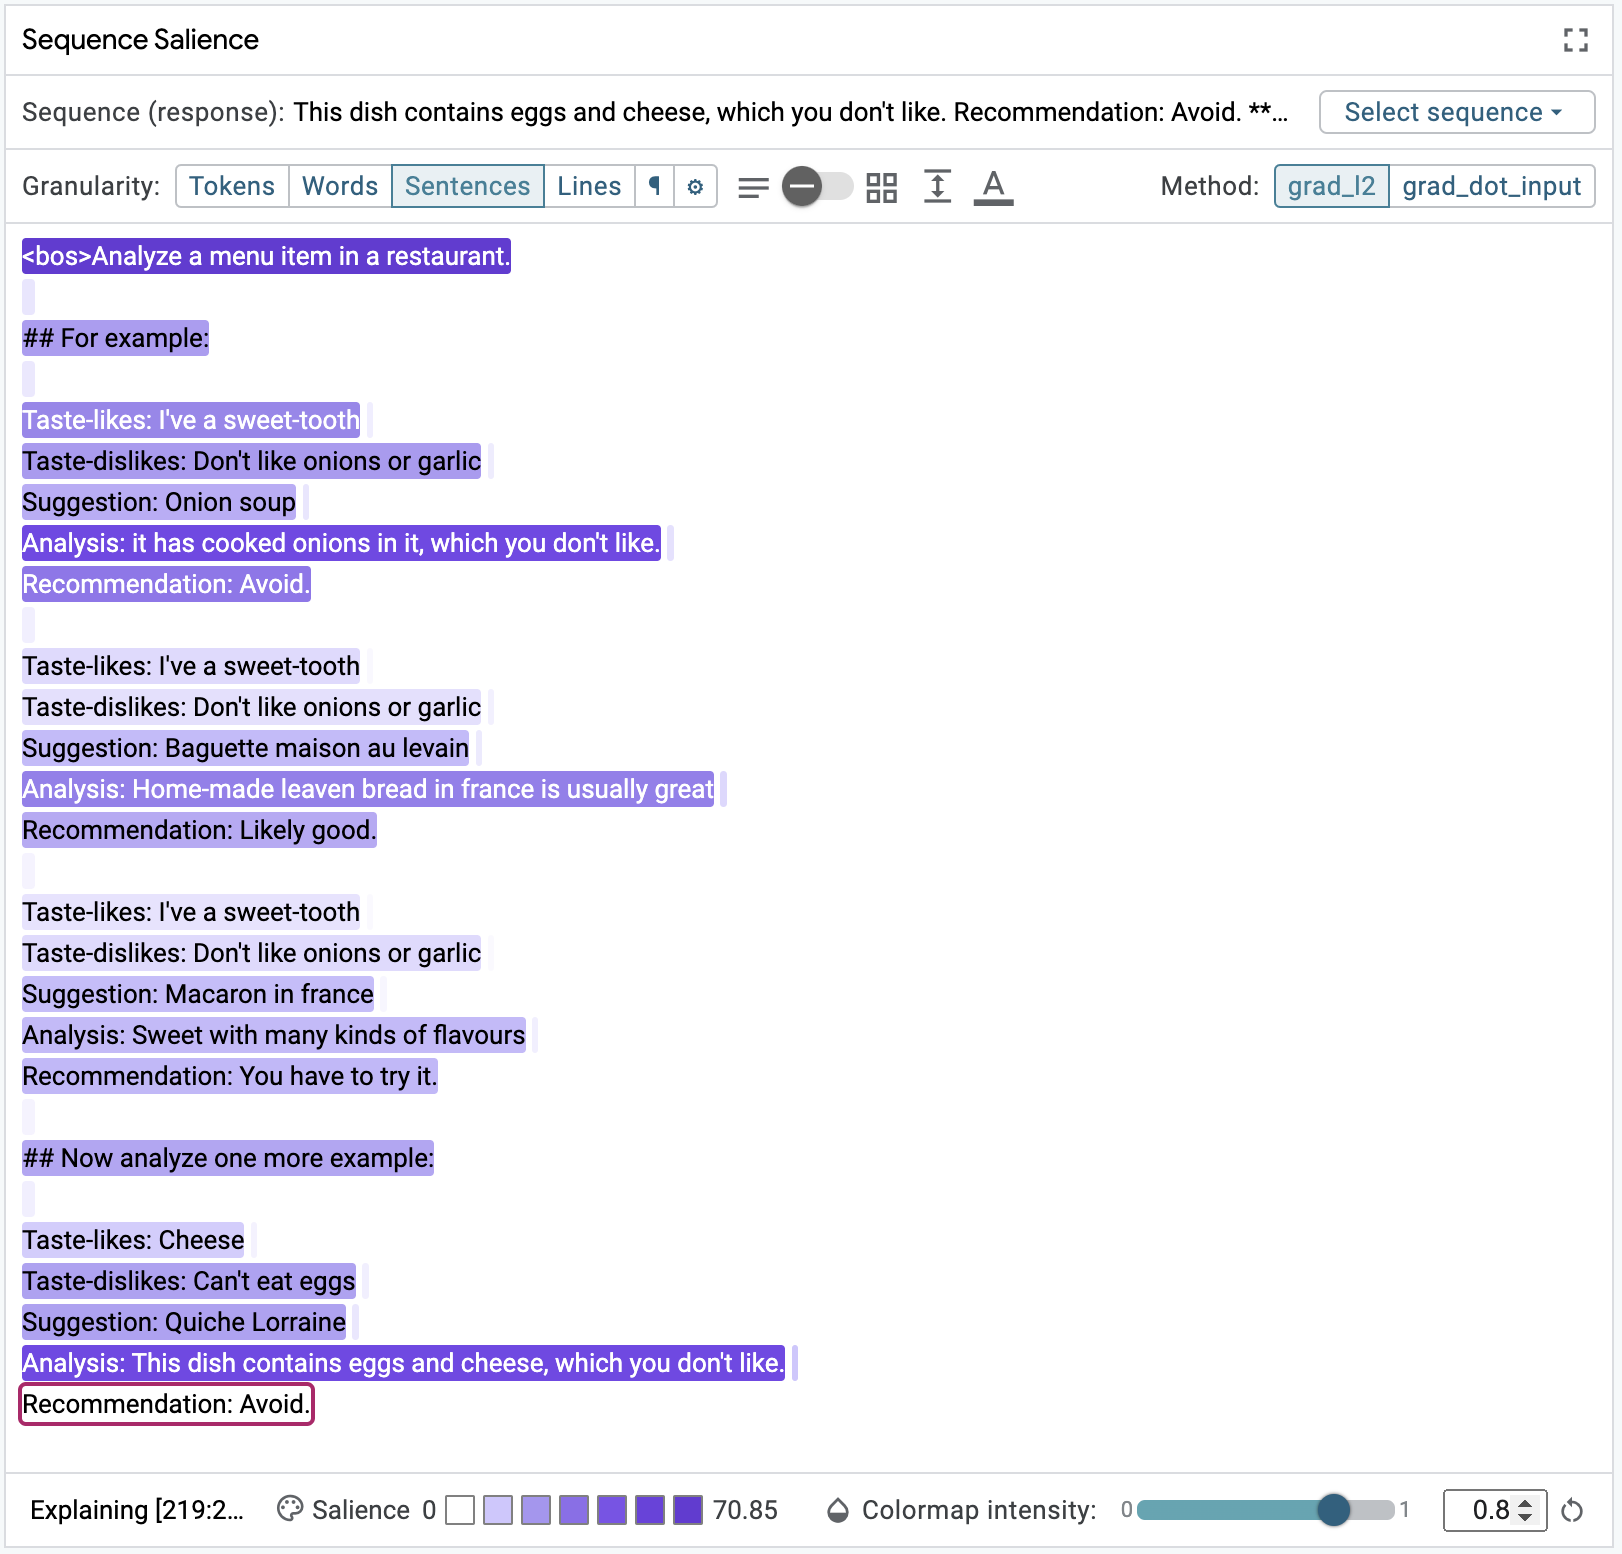 Sequence Salience
Sequence (response): This dish contains eggs and cheese, which you don't like. Recommendation: Avoid. **... Select sequence
Granularity: Tokens Words Sentences Lines ¶ Method: grad_l2 grad_dot_input
<bos>Analyze a menu item in a restaurant.
## For example:
Taste-likes: I've a sweet-tooth
Taste-dislikes: Don't like onions or garlic
Suggestion: Onion soup
Analysis: it has cooked onions in it, which you don't like.
Recommendation: Avoid.
Taste-likes: I've a sweet-tooth
Taste-dislikes: Don't like onions or garlic
Suggestion: Baguette maison au levain
Analysis: Home-made leaven bread in france is usually great
Recommendation: Likely good.
Taste-likes: I've a sweet-tooth
Taste-dislikes: Don't like onions or garlic
Suggestion: Macaron in france
Analysis: Sweet with many kinds of flavours
Recommendation: You have to try it.
## Now analyze one more example:
Taste-likes: Cheese
Taste-dislikes: Can't eat eggs
Suggestion: Quiche Lorraine
Analysis: This dish contains eggs and cheese, which you don't like.
Recommendation: Avoid.
Explaining [219:2... Salience 0 70.85 Colormap intensity: 0 1 0.8